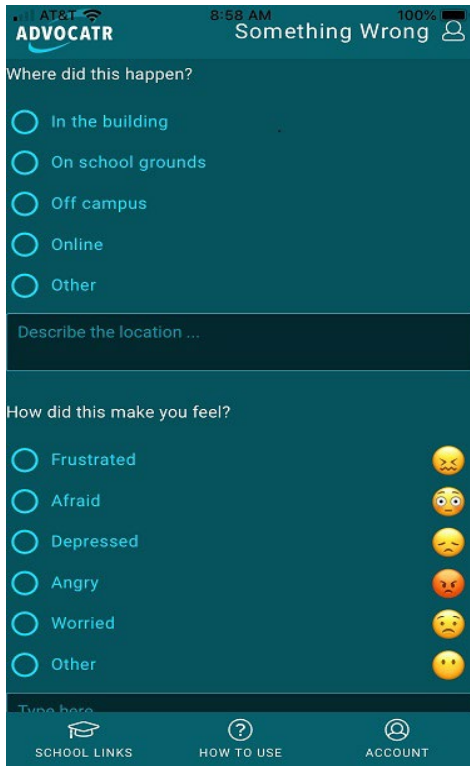 AT&T 8:58 AM 100%
ADVOCATR Something Wrong
Where did this happen?
In the building
On school grounds
Off campus
Online
Other
Describe the location ...
How did this make you feel?
Frustrated
Afraid
Depressed
Angry
Worried
Other
Type here
SCHOOL LINKS HOW TO USE ACCOUNT